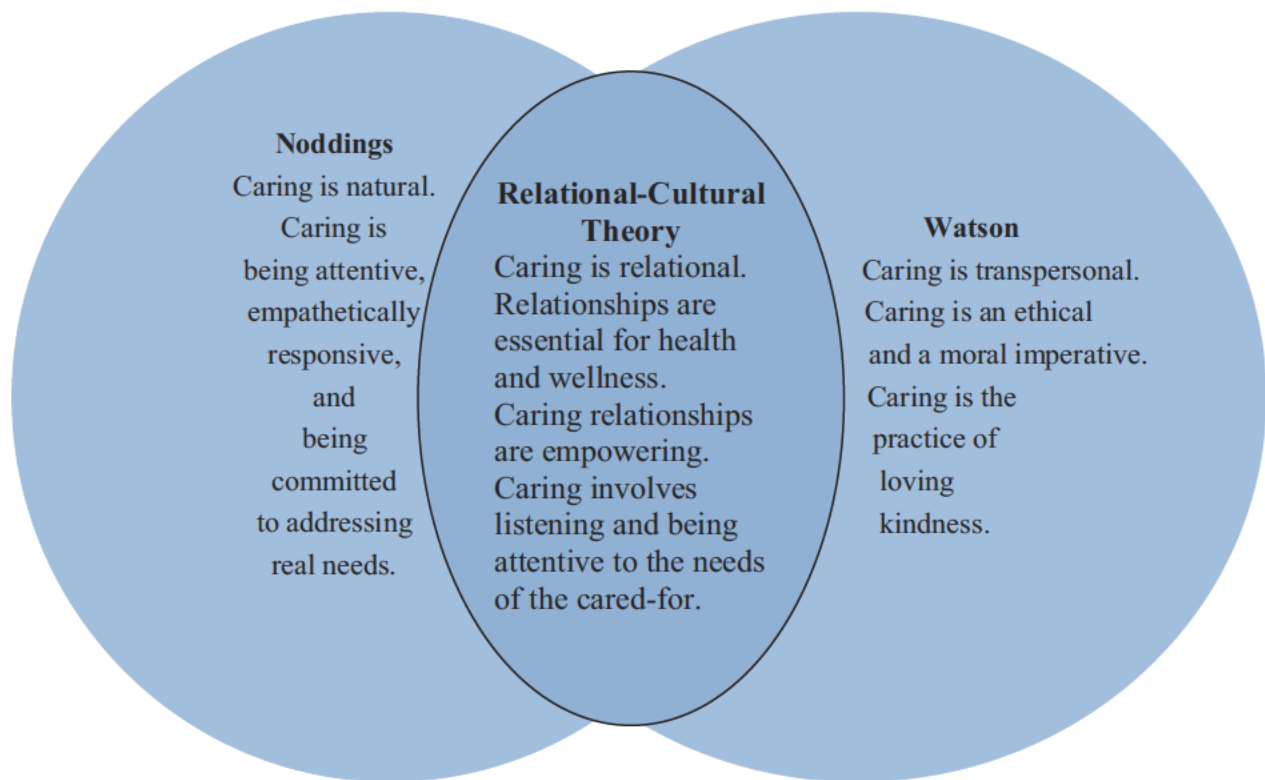 Noddings
Caring is natural.
Caring is
being attentive,
empathetically
responsive,
and
being
committed
to addressing
real needs.
Relational-Cultural
Theory
Caring is relational.
Relationships are
essential for health
and wellness.
Caring relationships
are empowering.
Caring involves
listening and being
attentive to the needs
of the cared-for.
Watson
Caring is transpersonal.
Caring is an ethical
and a moral imperative.
Caring is the
practice of
loving
kindness.